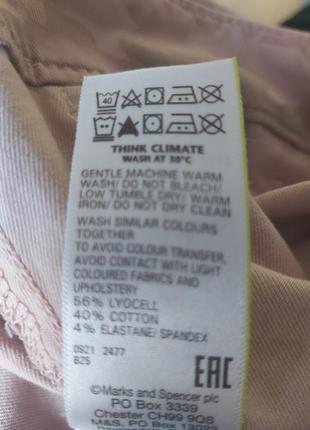 40
THINK CLIMATE
WASH AT 30°C
GENTLE MACHINE WARM
WASH/ DO NOT BLEACH/
LOW TUMBLE DRY/ WARM
IRON/ DO NOT DRY CLEAN
WASH SIMILAR COLOURS
TOGETHER
TO AVOID COLOUR TRANSFER,
AVOID CONTACT WITH LIGHT
COLOURED FABRICS AND
UPHOLSTERY
56% LYOCELL
40% COTTON
4% ELASTANE/ SPANDEX
0921 2477
BZS
EAC
©Marks and Spencer plc
PO Box 3339
Chester CH99 9QS